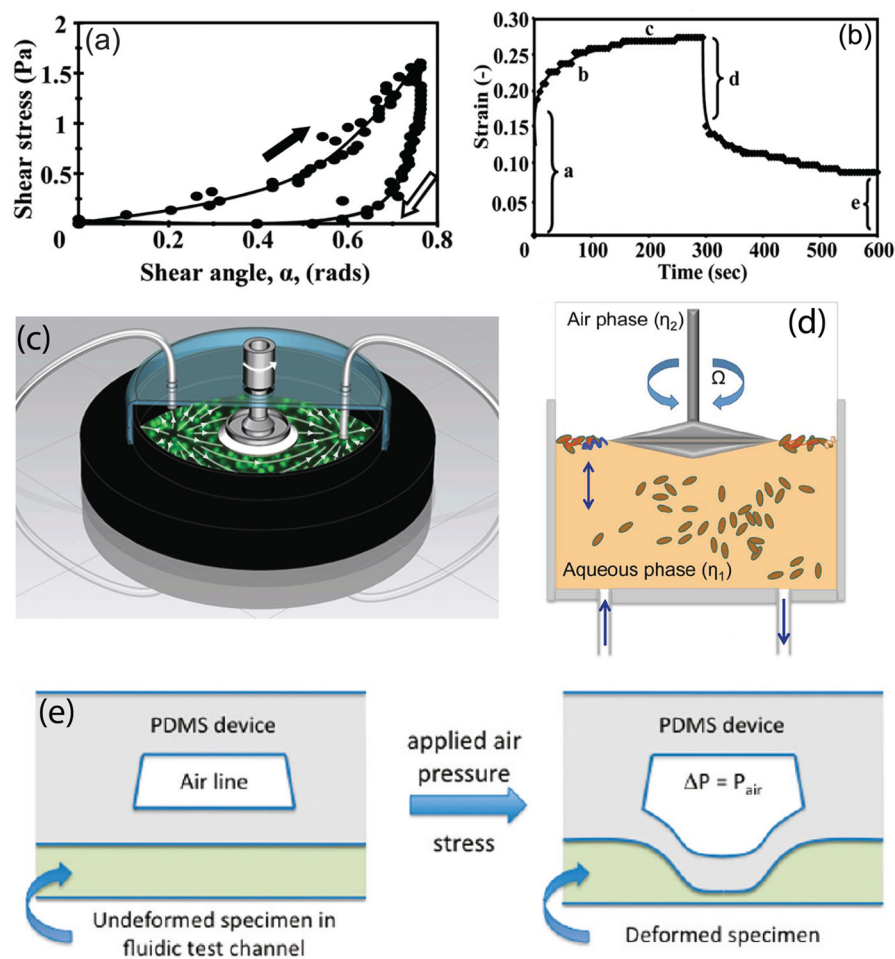 (a)
Shear stress (Pa)
2
1.5
1
0.5
0
0
0.2
0.4
0.6
0.8
Shear angle, α, (rads)
(b)
Strain (-)
0.30
0.25
0.20
0.15
0.10
0.05
a
b
c
d
e
0
100
200
300
400
500
600
Time (sec)
(c)
(d)
Air phase (η₂)
Ω
Aqueous phase (η₁)
(e)
PDMS device
Air line
Undeformed specimen in
fluidic test channel
applied air
pressure
stress
PDMS device
ΔP = Pair
Deformed specimen